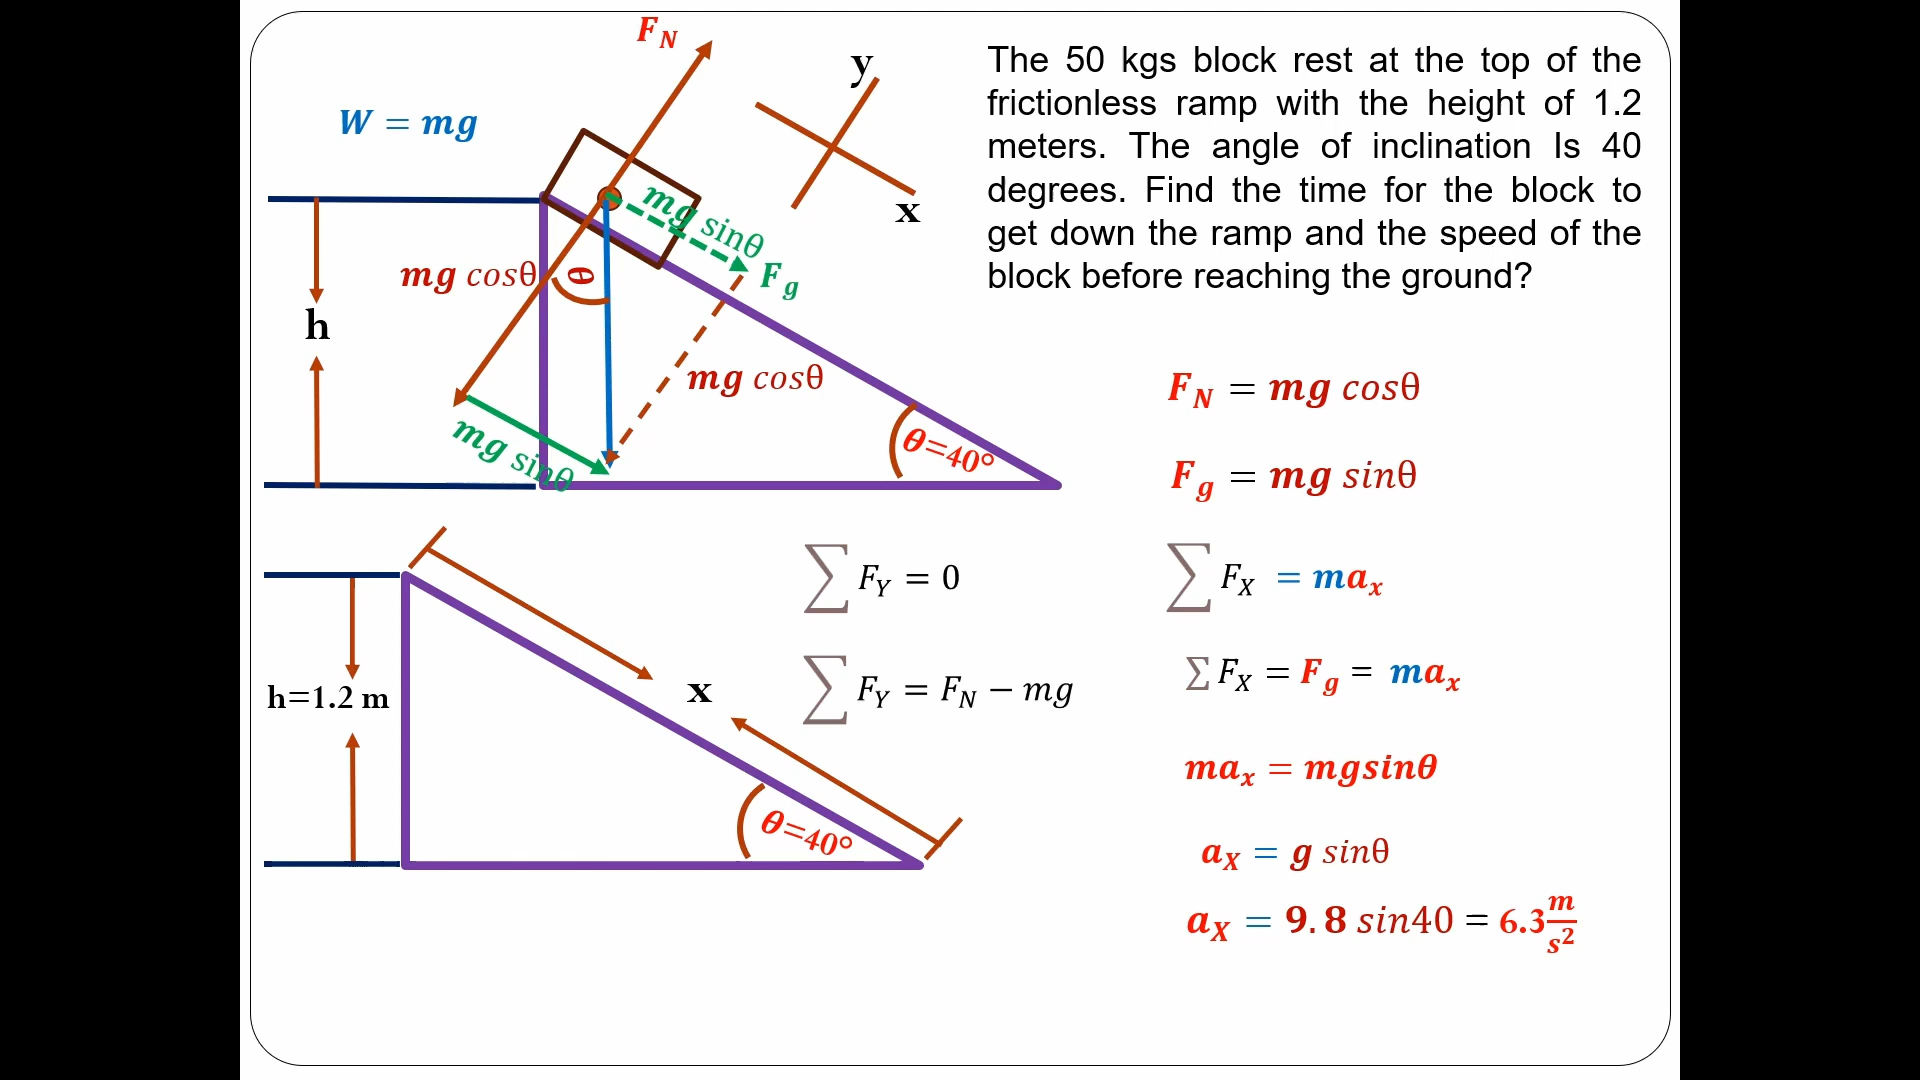 F_N
y
W = mg
x
mg sinθ
F_g
mg cosθ
θ
h
mg cosθ
mg sinθ
θ=40°
The 50 kgs block rest at the top of the
frictionless ramp with the height of 1.2
meters. The angle of inclination Is 40
degrees. Find the time for the block to
get down the ramp and the speed of the
block before reaching the ground?
F_N = mg cosθ
F_g = mg sinθ
∑ F_Y = 0
∑ F_X = ma_x
∑ F_Y = F_N − mg
∑ F_X = F_g = ma_x
ma_x = mgsinθ
a_X = g sinθ
a_X = 9.8 sin40 = 6.3 m/s²
h=1.2 m
x
θ=40°